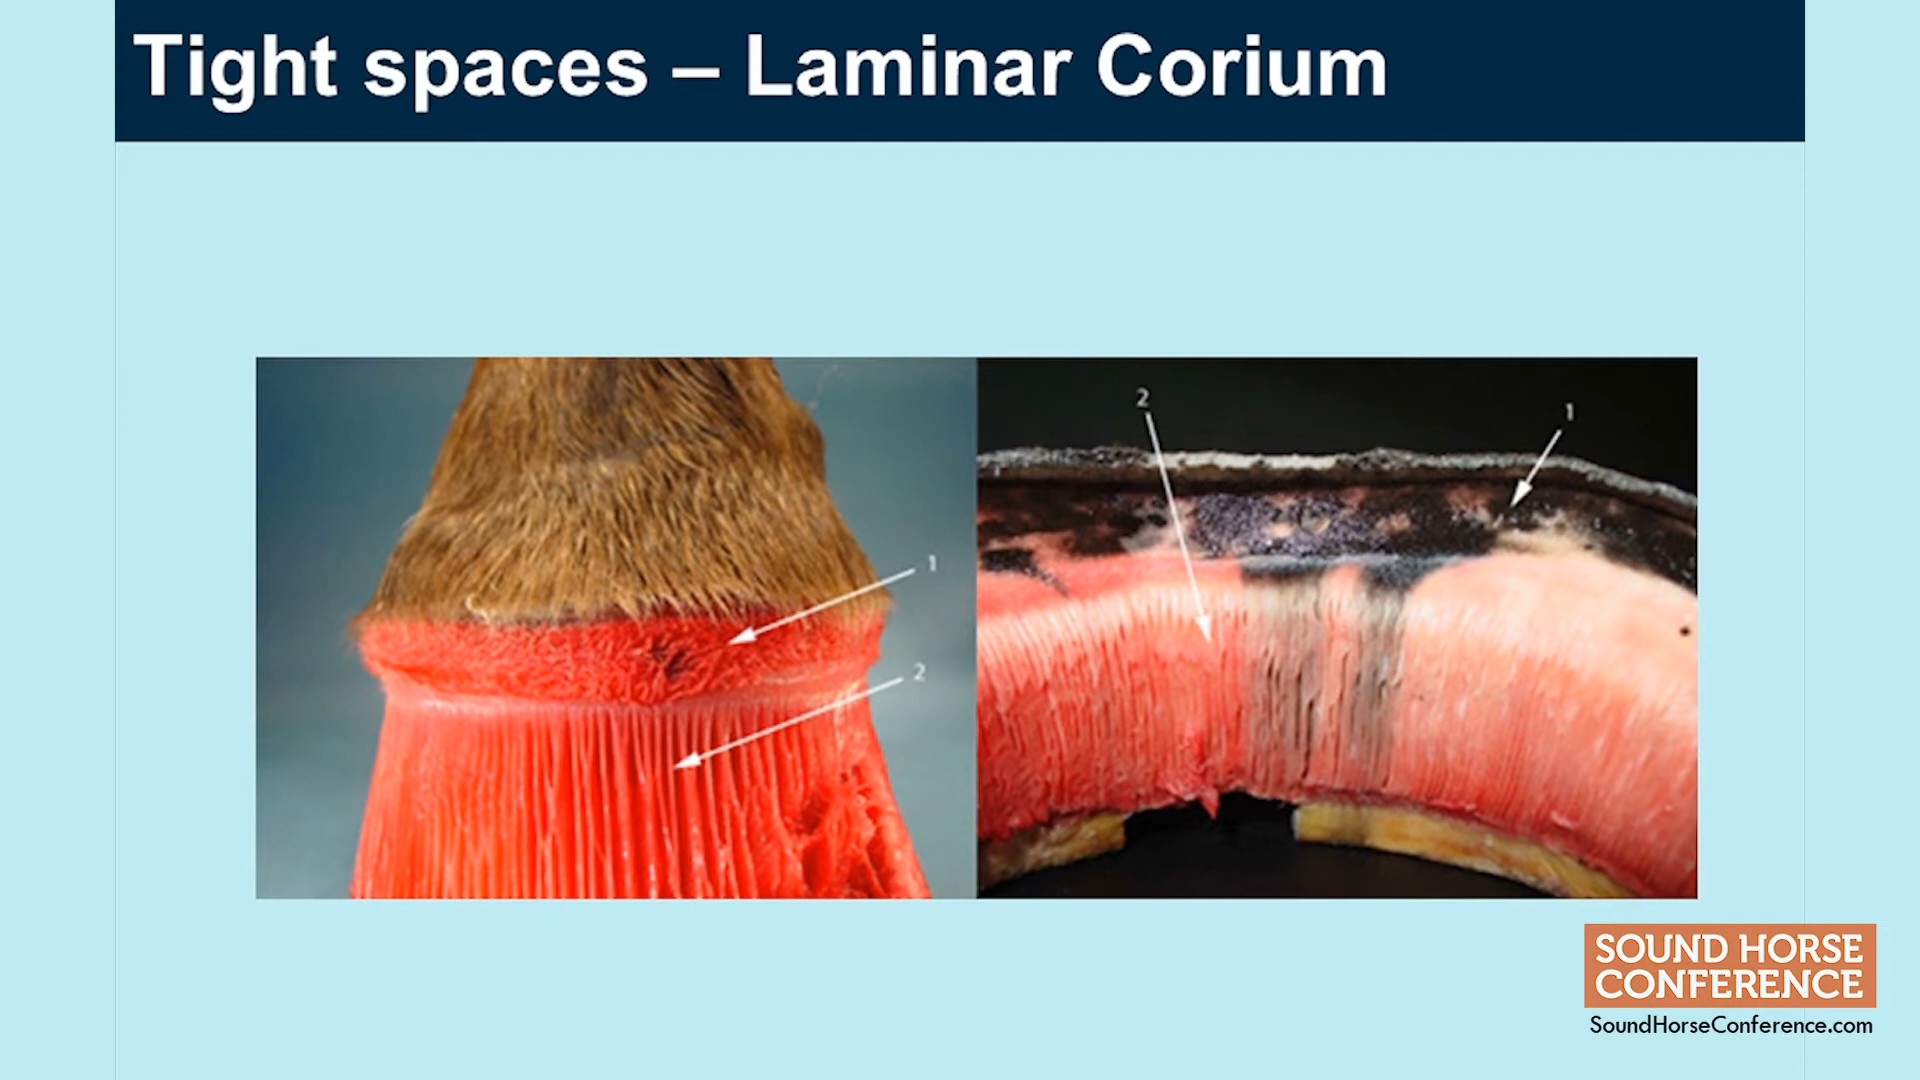 Tight spaces – Laminar Corium
2
1
1
2
SOUND HORSE
CONFERENCE
SoundHorseConference.com